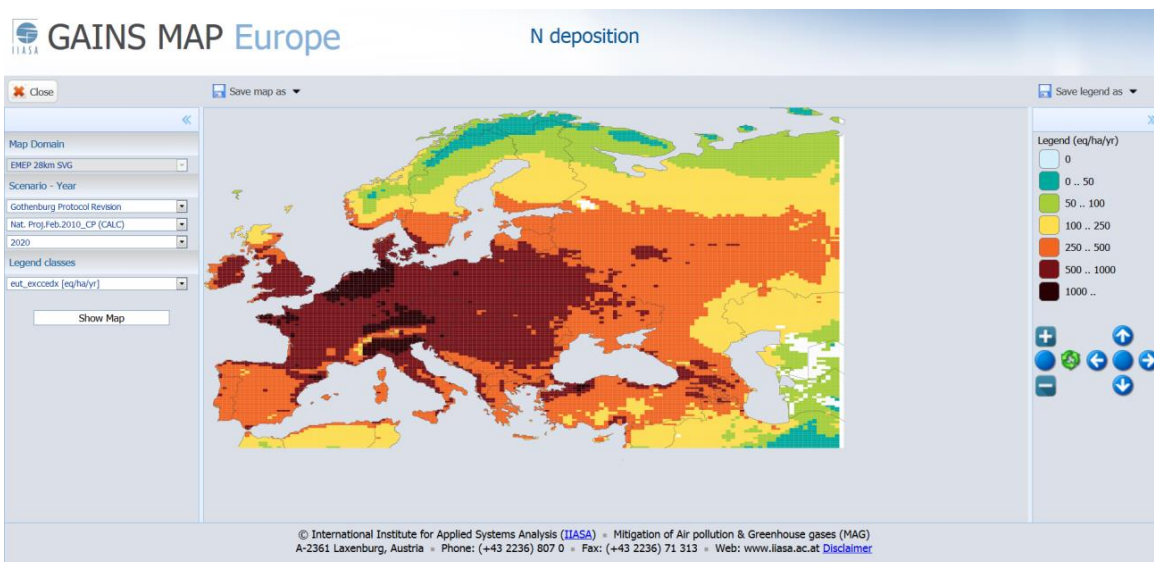 IIASA
GAINS MAP Europe
N deposition
Close
Save map as
Save legend as
Map Domain
EMEP 28km SVG
Scenario - Year
Gothenburg Protocol Revision
Nat. Proj.Feb.2010_CP (CALC)
2020
Legend classes
eut_exccedx [eq/ha/yr]
Show Map
Legend (eq/ha/yr)
0
0 .. 50
50 .. 100
100 .. 250
250 .. 500
500 .. 1000
1000 ..
© International Institute for Applied Systems Analysis (IIASA) ▫ Mitigation of Air pollution & Greenhouse gases (MAG)
A-2361 Laxenburg, Austria ▫ Phone: (+43 2236) 807 0 ▫ Fax: (+43 2236) 71 313 ▫ Web: www.iiasa.ac.at Disclaimer